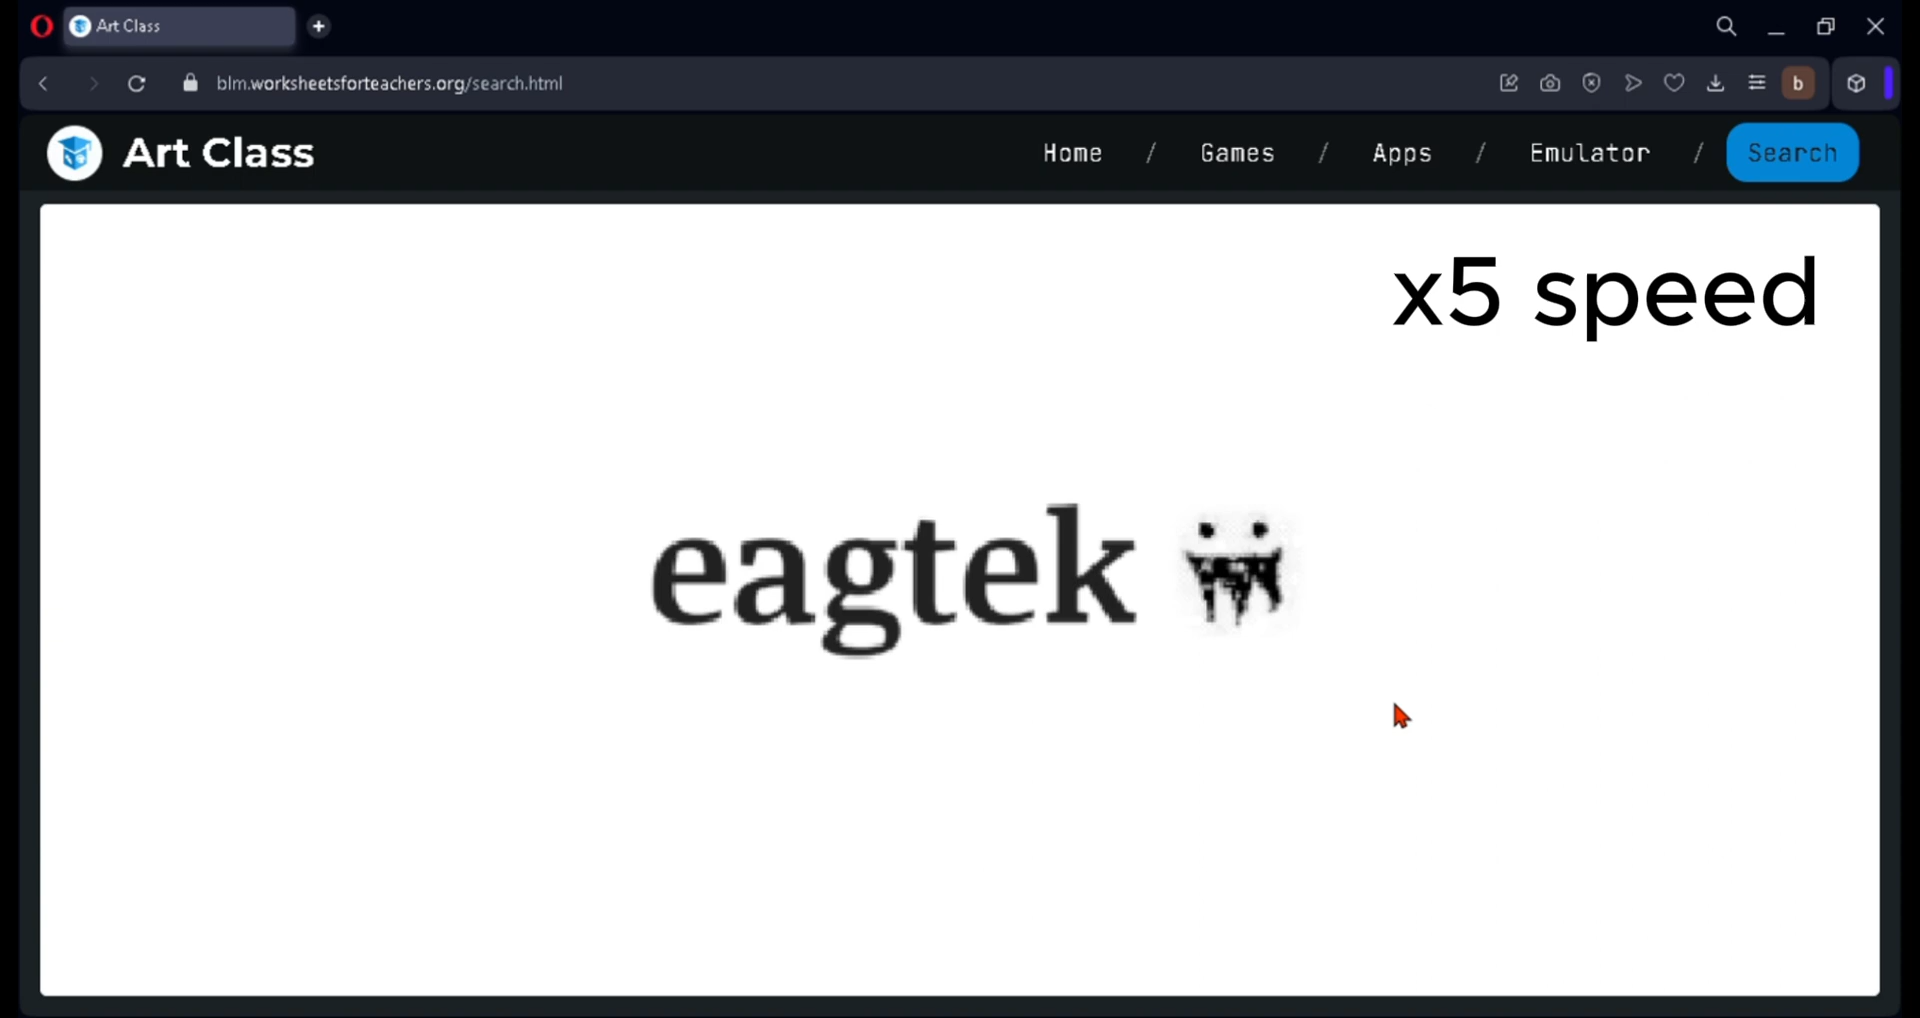 Art Class
blm.worksheetsforteachers.org/search.html
b
Art Class
Home / Games / Apps / Emulator / Search
x5 speed
eagtek